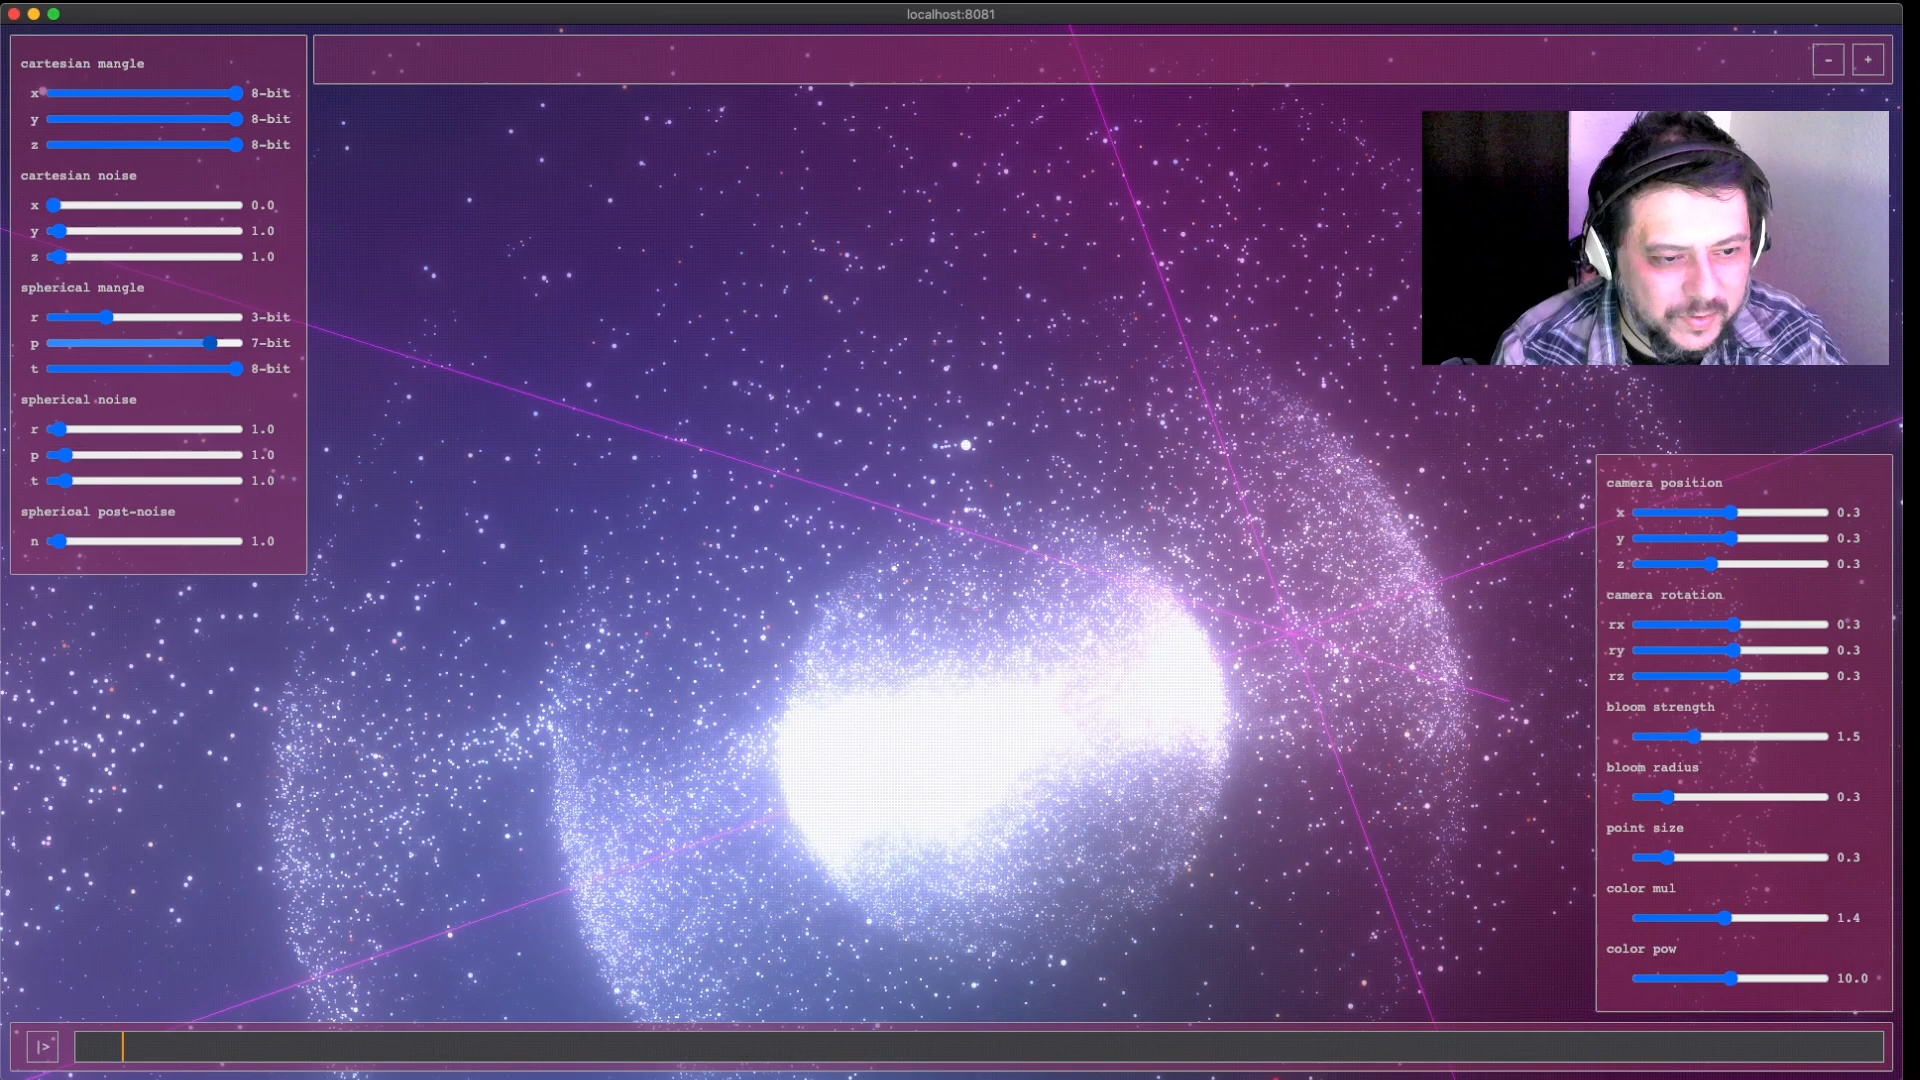 localhost:8081
- +
cartesian mangle
x 8-bit
y 8-bit
z 8-bit
cartesian noise
x 0.0
y 1.0
z 1.0
spherical mangle
r 3-bit
p 7-bit
t 8-bit
spherical noise
r 1.0
p 1.0
t 1.0
spherical post-noise
n 1.0
camera position
x 0.3
y 0.3
z 0.3
camera rotation
rx 0.3
ry 0.3
rz 0.3
bloom strength
1.5
bloom radius
0.3
point size
0.3
color mul
1.4
color pow
10.0
|>